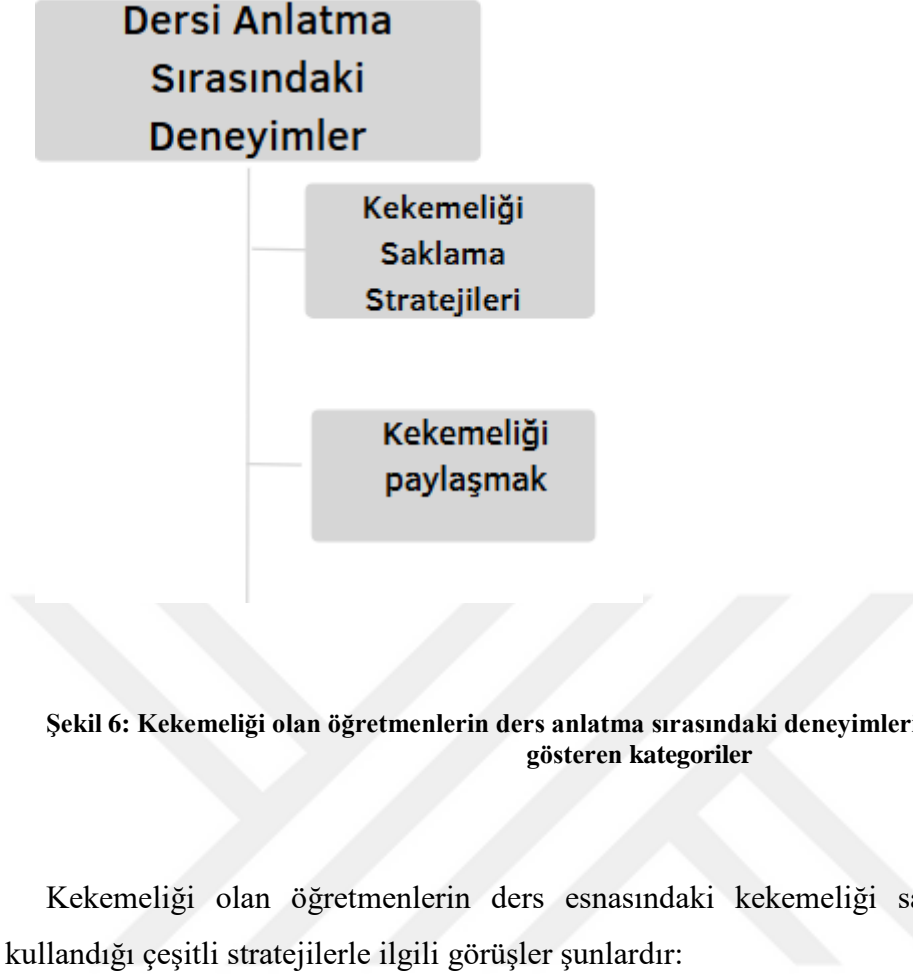 Dersi Anlatma
Sırasındaki
Deneyimler
Kekemeliği
Saklama
Stratejileri
Kekemeliği
paylaşmak
Şekil 6: Kekemeliği olan öğretmenlerin ders anlatma sırasındaki
gösteren kategoriler
Kekemeliği olan öğretmenlerin ders esnasındaki kekemeliği
kullandığı çeşitli stratejilerle ilgili görüşler şunlardır: